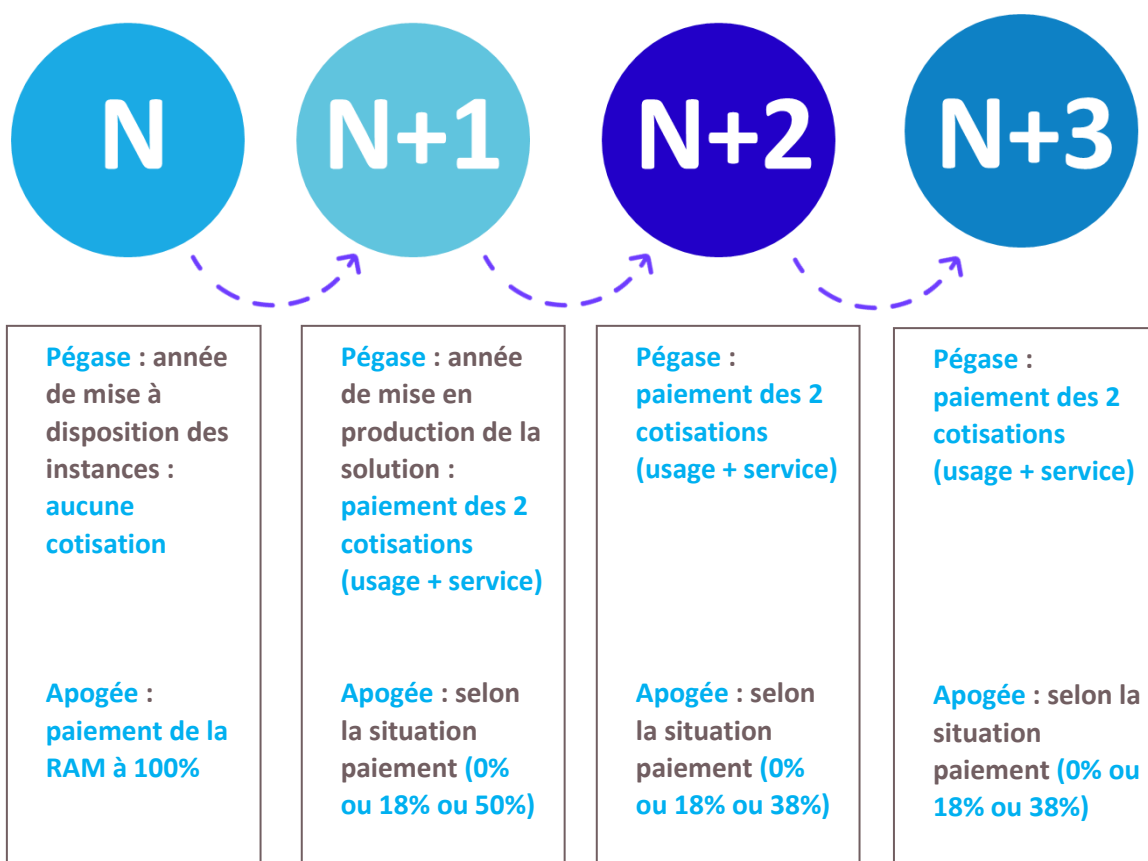 N
N+1
N+2
N+3
Pégase : année
de mise à
disposition des
instances :
aucune
cotisation
Apogée :
paiement de la
RAM à 100%
Pégase : année
de mise en
production de la
solution :
paiement des 2
cotisations
(usage + service)
Apogée : selon
la situation
paiement (0%
ou 18% ou 50%)
Pégase :
paiement des 2
cotisations
(usage + service)
Apogée : selon
la situation
paiement (0%
ou 18% ou 38%)
Pégase :
paiement des 2
cotisations
(usage + service)
Apogée : selon la
situation
paiement (0% ou
18% ou 38%)